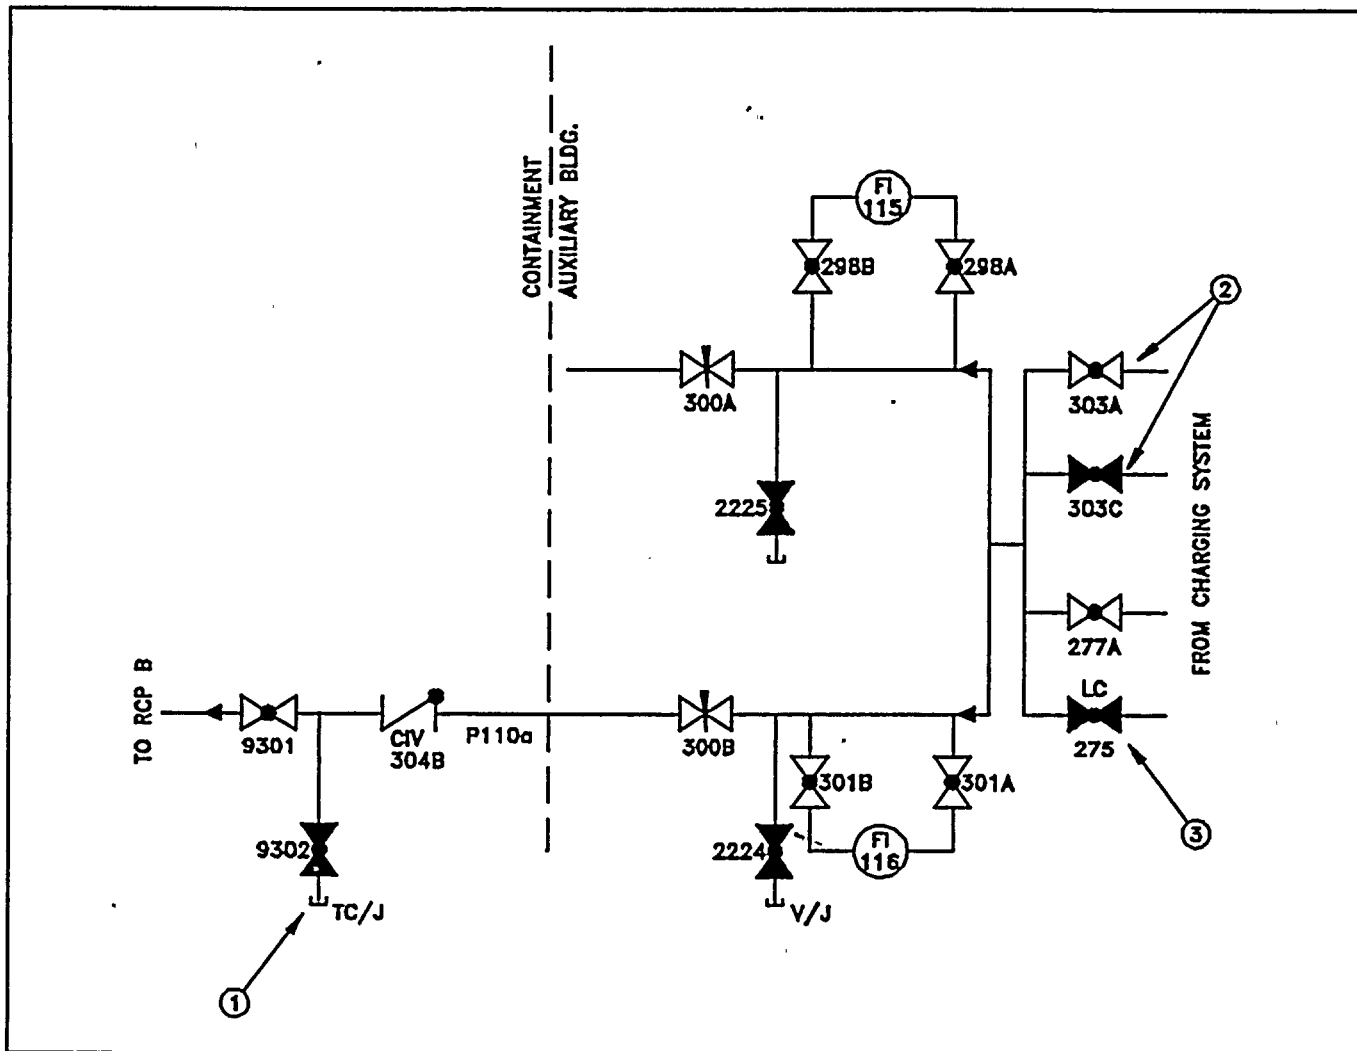 CONTAINMENT
AUXILIARY BLDG.
FI
115
298B
298A
2
300A
303A
2225
303C
FROM CHARGING SYSTEM
277A
TO RCP B
LC
9301
CIV
304B
P110a
300B
275
301B
301A
3
9302
2224
FI
116
TC/J
V/J
1